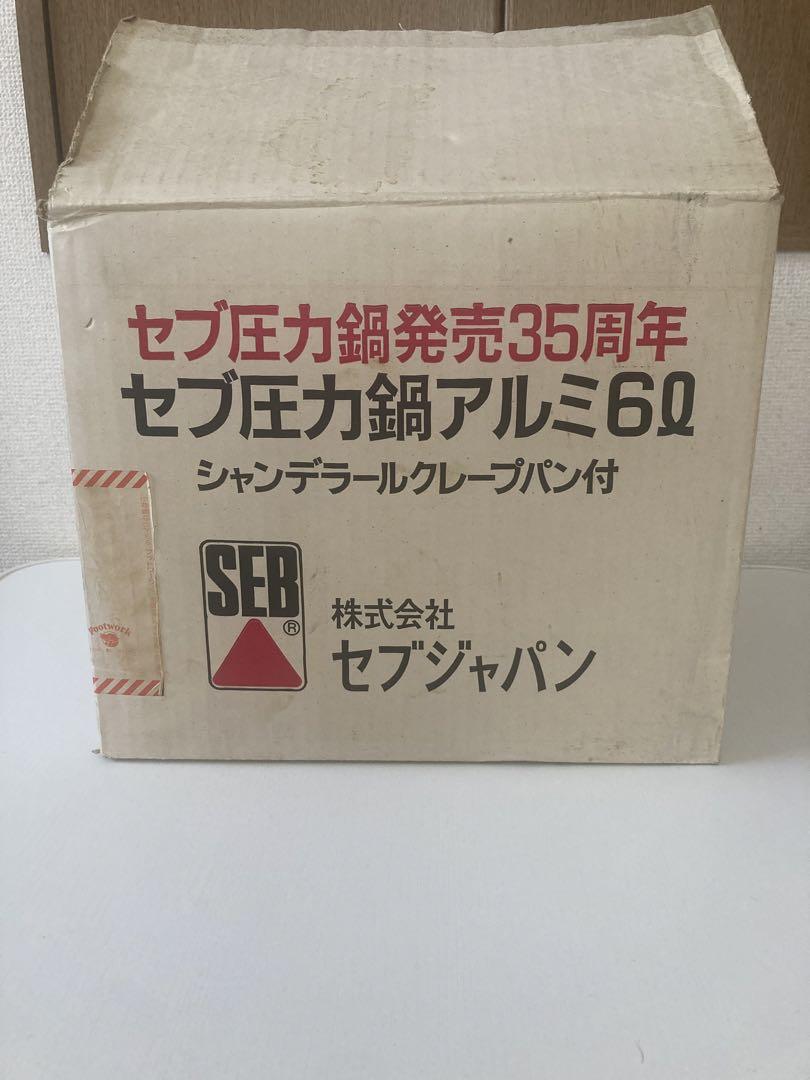 セブ圧力鍋発売35周年
セブ圧力鍋アルミ6ℓ
シャンデラールクレープパン付
SEB
®
株式会社
セブジャパン
Footwork